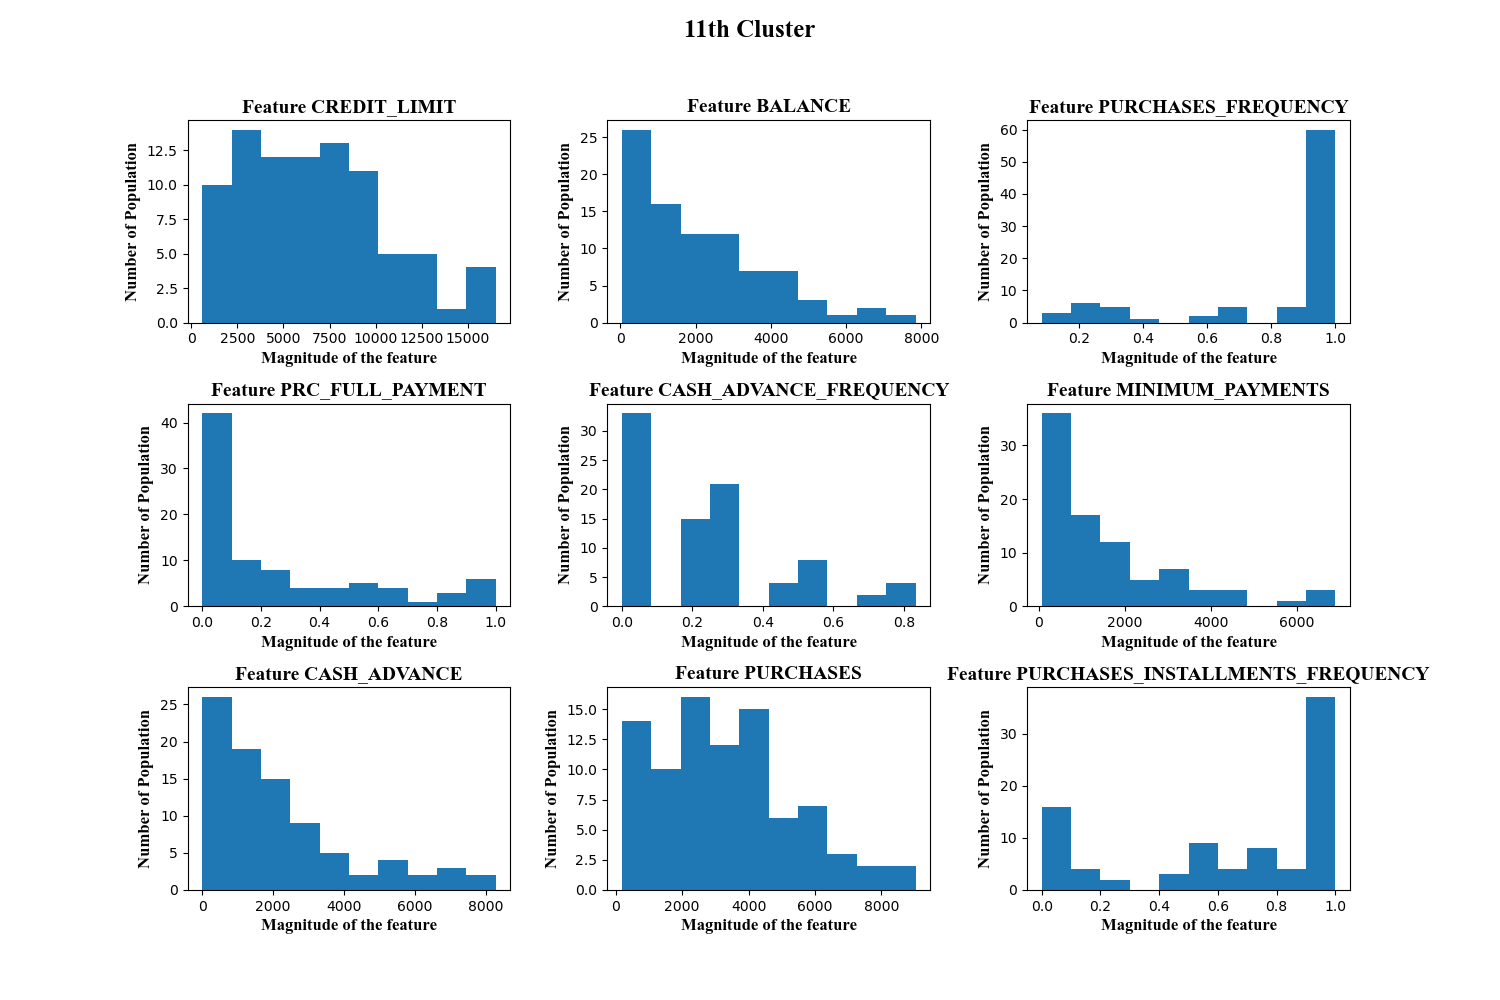 11th Cluster
Feature CREDIT_LIMIT
Number of Population
12.5
10.0
7.5
5.0
2.5
0.0
0 2500 5000 7500 10000 12500 15000
Magnitude of the feature
Feature BALANCE
Number of Population
25
20
15
10
5
0
0 2000 4000 6000 8000
Magnitude of the feature
Feature PURCHASES_FREQUENCY
Number of Population
60
50
40
30
20
10
0
0.2 0.4 0.6 0.8 1.0
Magnitude of the feature
Feature PRC_FULL_PAYMENT
Number of Population
40
30
20
10
0
0.0 0.2 0.4 0.6 0.8 1.0
Magnitude of the feature
Feature CASH_ADVANCE_FREQUENCY
Number of Population
30
25
20
15
10
5
0
0.0 0.2 0.4 0.6 0.8
Magnitude of the feature
Feature MINIMUM_PAYMENTS
Number of Population
30
20
10
0
0 2000 4000 6000
Magnitude of the feature
Feature CASH_ADVANCE
Number of Population
25
20
15
10
5
0
0 2000 4000 6000 8000
Magnitude of the feature
Feature PURCHASES
Number of Population
15.0
12.5
10.0
7.5
5.0
2.5
0.0
0 2000 4000 6000 8000
Magnitude of the feature
Feature PURCHASES_INSTALLMENTS_FREQUENCY
Number of Population
30
20
10
0
0.0 0.2 0.4 0.6 0.8 1.0
Magnitude of the feature